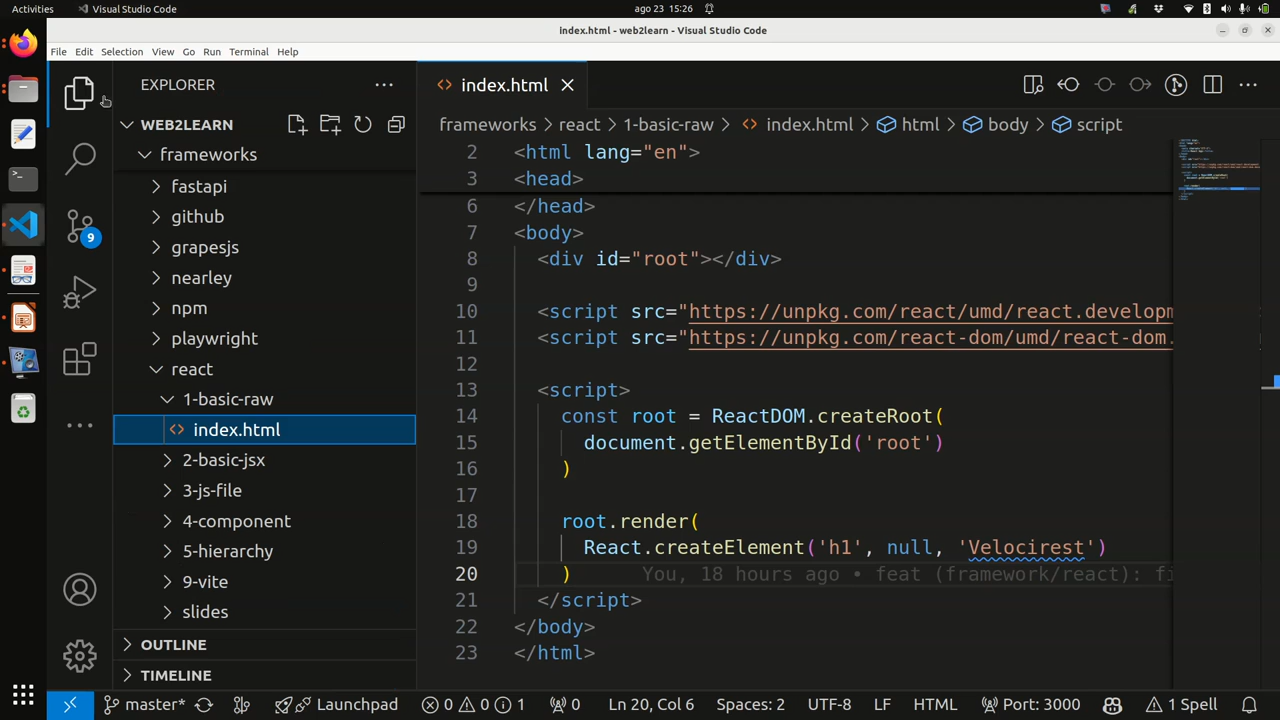 Activities
Visual Studio Code
ago 23 15:26
index.html - web2learn - Visual Studio Code
File Edit Selection View Go Run Terminal Help
EXPLORER
index.html
WEB2LEARN
frameworks > react > 1-basic-raw > index.html > html > body > script
frameworks
fastapi
github
grapesjs
nearley
npm
playwright
react
1-basic-raw
index.html
2-basic-jsx
3-js-file
4-component
5-hierarchy
9-vite
slides
OUTLINE
TIMELINE
9
2 <html lang="en">
3 <head>
6 </head>
7 <body>
8 <div id="root"></div>
9
10 <script src="https://unpkg.com/react/umd/react.developm
11 <script src="https://unpkg.com/react-dom/umd/react-dom.
12
13 <script>
14 const root = ReactDOM.createRoot(
15 document.getElementById('root')
16 )
17
18 root.render(
19 React.createElement('h1', null, 'Velocirest')
20 ) You, 18 hours ago • feat (framework/react): fi
21 </script>
22 </body>
23 </html>
master* Launchpad 0 0 1 0 Ln 20, Col 6 Spaces: 2 UTF-8 LF HTML Port: 3000 1 Spell